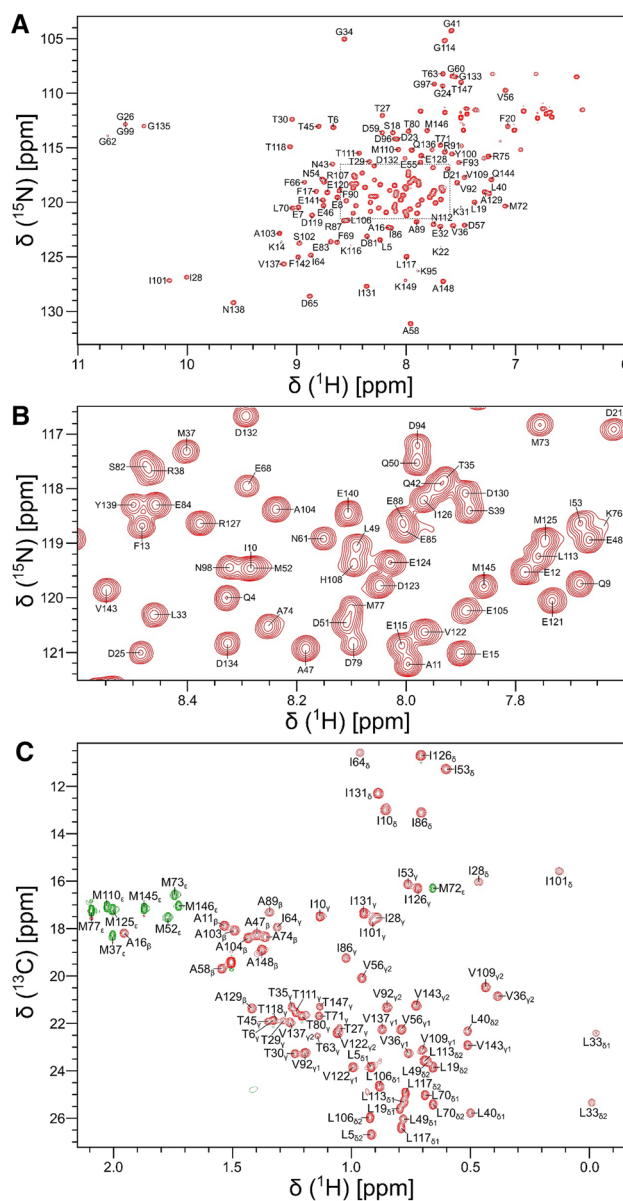 A
G34
G41
G114
T63
G60
G133
G97
T147
G24
V56
G26
G99
G135
G62
T30
T45
T6
T27
D59
S18
T80
M146
F20
D96
D23
T71
T118
T111
M110
Q136
R91
N43
T29
D132
E128
Y100
F93
R75
N54
R107
E55
D21
V109
Q144
F66
E120
V92
L40
F17
F90
A129
E141
E8
K31
L19
M72
L70
E7
E46
L106
N112
D119
R87
A16
A89
E32
V36
D57
A103
S102
F69
I86
K14
E83
K116
D81
L5
K22
V137
F142
I64
L117
K95
I101
I28
I131
K149
A148
N138
D65
A58
105
110
115
120
125
130
δ (¹⁵N) [ppm]
11
10
9
8
7
6
δ (¹H) [ppm]
B
D132
D94
M73
D21
M37
S82
R38
E68
Q50
T35
Q42
D130
Y139
E84
A104
E140
E88
I126
S39
I53
K76
F13
R127
N61
L49
E85
M125
E48
N98
I10
M52
H108
E124
L113
E12
V143
Q4
D123
M145
Q9
L33
A74
M77
E105
E121
D51
E115
V122
D25
D134
A47
D79
A11
E15
117
118
119
120
121
δ (¹⁵N) [ppm]
8.4
8.2
8.0
7.8
δ (¹H) [ppm]
C
I64δ
I126δ
I53δ
I131δ
I10δ
I86δ
M73ε
I53γ
I28δ
I101δ
M110ε
M145ε
I126γ
M72ε
M146ε
A89β
I10γ
I131γ
M77ε
M125ε
M52ε
A11β
A47β
I64γ
I28γ
M37ε
A16β
A103β
I101γ
A104β
A74β
A148β
I86γ
A58β
V56γ2
V109γ2
V36γ2
A129β
T35γ
T111γ
T147γ
V143γ2
T118γ
V92γ2
T45γ
T71γ
T6γ
T80γ
T27γ
V137γ1
V56γ1
L40δ2
T29γ
V137γ2
V122γ2
L33δ1
T63γ
V36γ1
V109γ1
V143γ1
T30γ
V92γ1
L5δ1
L113δ2
V122γ1
L49δ2
L19δ2
L106δ1
L117δ2
L113δ1
L70δ1
L19δ1
L70δ2
L33δ2
L106δ2
L49δ1
L40δ1
L5δ2
L117δ1
12
14
16
18
20
22
24
26
δ (¹³C) [ppm]
2.0
1.5
1.0
0.5
0.0
δ (¹H) [ppm]